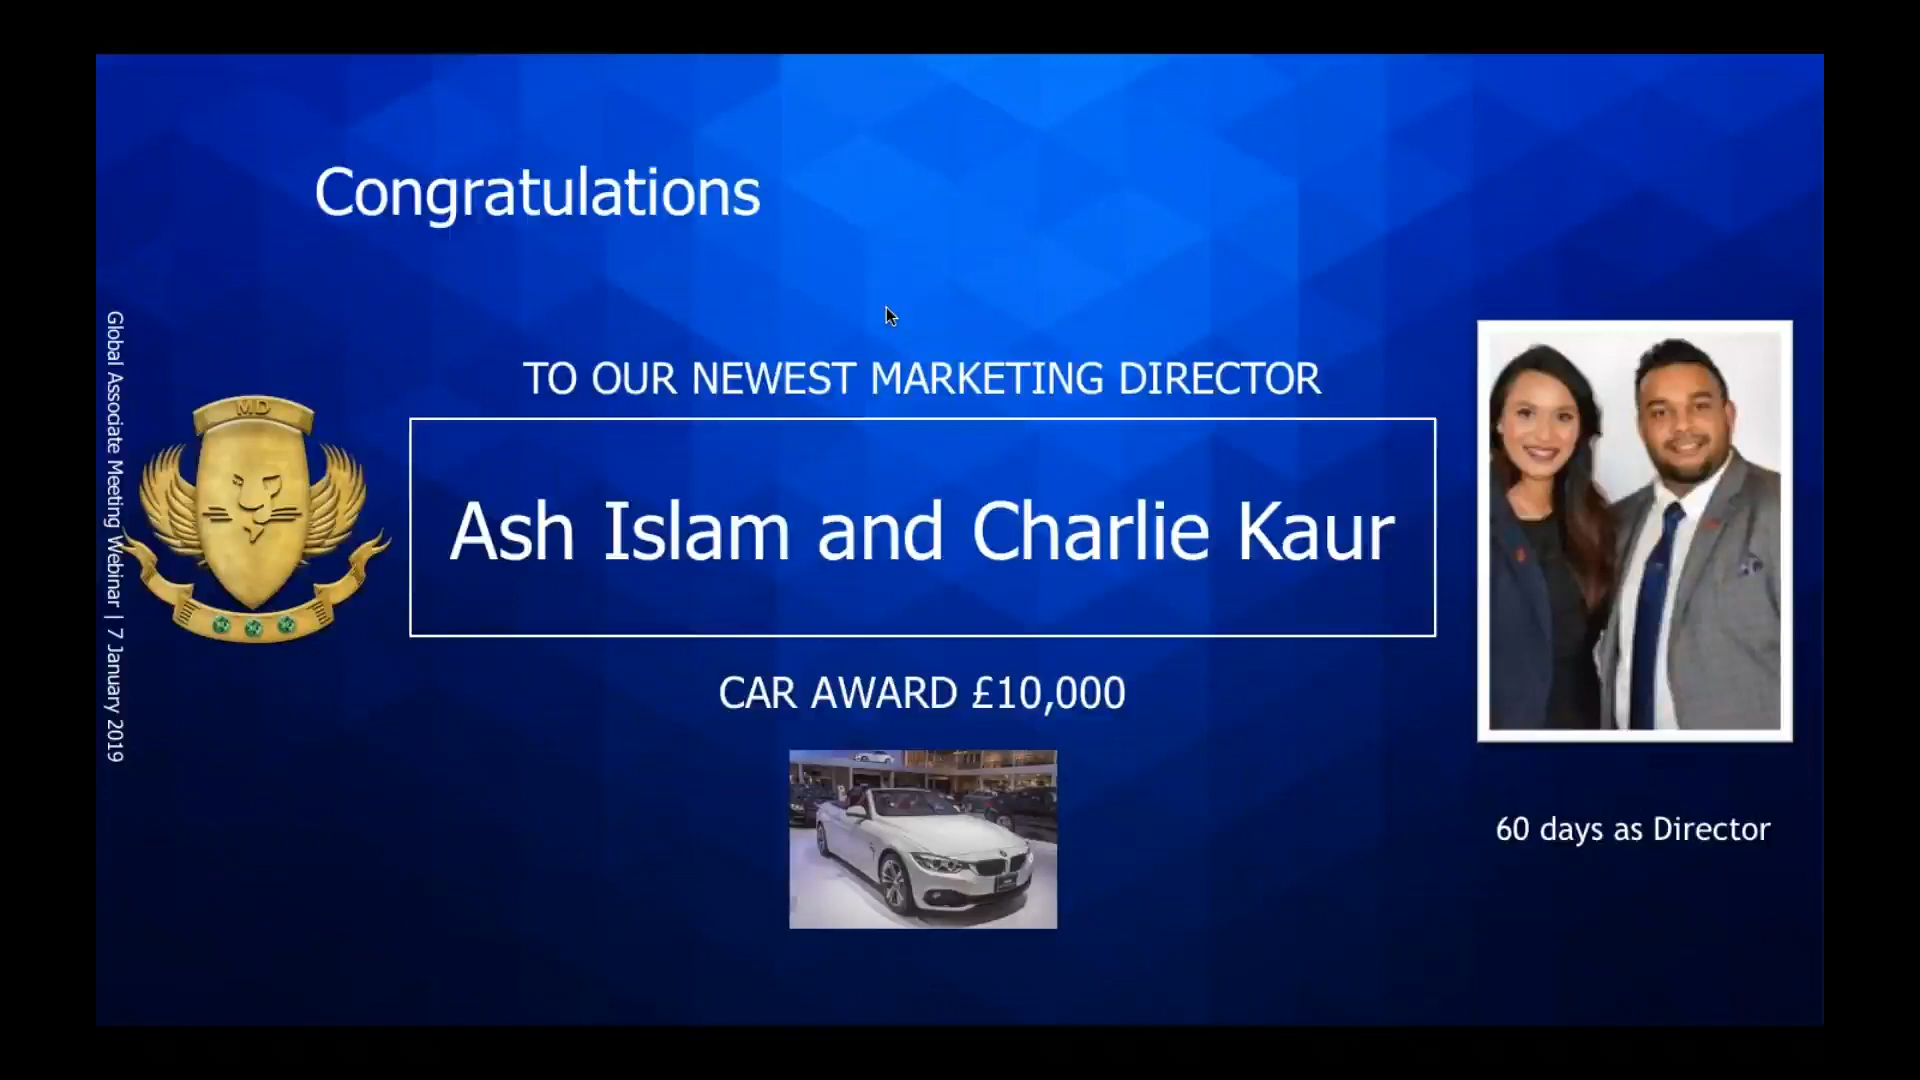 Congratulations
TO OUR NEWEST MARKETING DIRECTOR
Ash Islam and Charlie Kaur
CAR AWARD £10,000
60 days as Director
Global Associate Meeting Webinar | 7 January 2019
MD